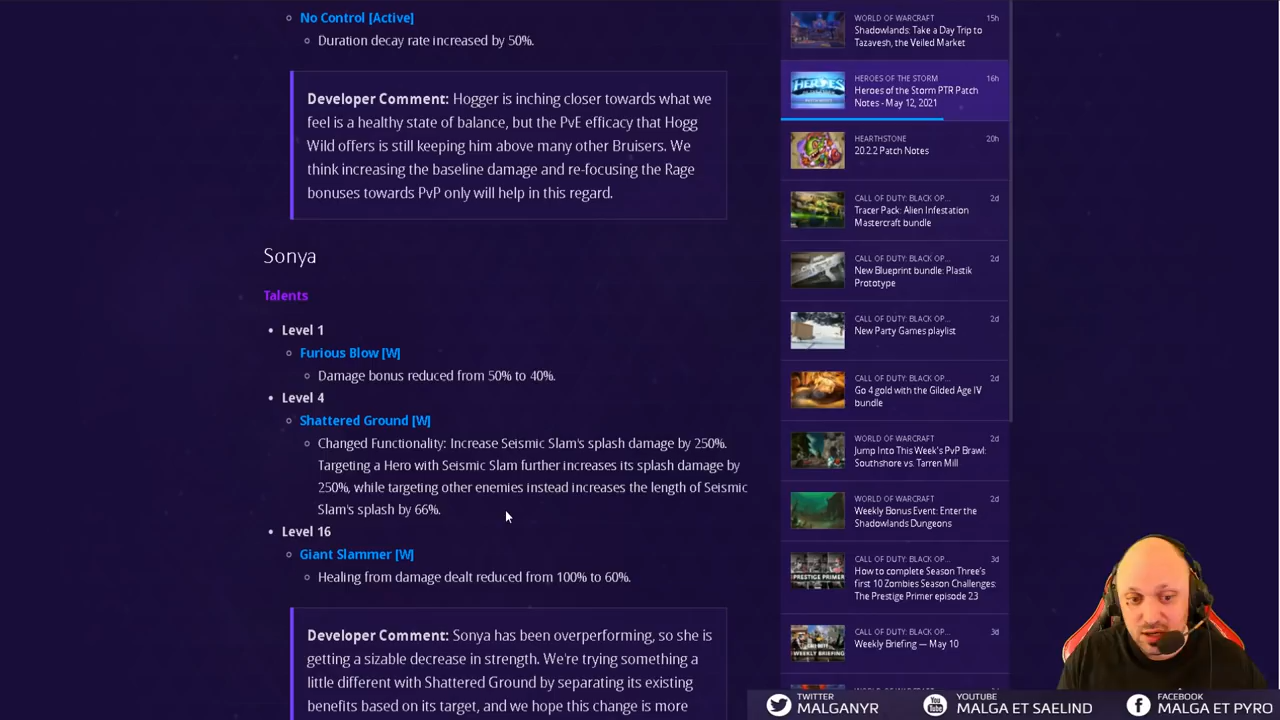 No Control [Active]
Duration decay rate increased by 50%.
Developer Comment: Hogger is inching closer towards what we
feel is a healthy state of balance, but the PvE efficacy that Hogg
Wild offers is still keeping him above many other Bruisers. We
think increasing the baseline damage and re-focusing the Rage
bonuses towards PvP only will help in this regard.
Sonya
Talents
Level 1
Furious Blow [W]
Damage bonus reduced from 50% to 40%.
Level 4
Shattered Ground [W]
Changed Functionality: Increase Seismic Slam's splash damage by 250%.
Targeting a Hero with Seismic Slam further increases its splash damage by
250%, while targeting other enemies instead increases the length of Seismic
Slam's splash by 66%.
Level 16
Giant Slammer [W]
Healing from damage dealt reduced from 100% to 60%.
Developer Comment: Sonya has been overperforming, so she is
getting a sizable decrease in strength. We're trying something a
little different with Shattered Ground by separating its existing
benefits based on its target, and we hope this change is more
WORLD OF WARCRAFT 15h
Shadowlands: Take a Day Trip to
Tazavesh, the Veiled Market
HEROES OF THE STORM 16h
Heroes of the Storm PTR Patch
Notes - May 12, 2021
HEROES
HEARTHSTONE 20h
20.2.2 Patch Notes
CALL OF DUTY: BLACK OP... 2d
Tracer Pack: Alien Infestation
Mastercraft bundle
CALL OF DUTY: BLACK OP... 2d
New Blueprint bundle: Plastik
Prototype
CALL OF DUTY: BLACK OP... 2d
New Party Games playlist
CALL OF DUTY: BLACK OP... 2d
Go 4 gold with the Gilded Age IV
bundle
WORLD OF WARCRAFT 2d
Jump Into This Week's PvP Brawl:
Southshore vs. Tarren Mill
WORLD OF WARCRAFT 2d
Weekly Bonus Event: Enter the
Shadowlands Dungeons
CALL OF DUTY: BLACK OP... 3d
How to complete Season Three's
first 10 Zombies Season Challenges:
The Prestige Primer episode 23
PRESTIGE PRIMER
CALL OF DUTY: BLACK OP... 3d
Weekly Briefing — May 10
WEEKLY BRIEFING
TWITTER
MALGANYR
YOUTUBE
MALGA ET SAELIND
FACEBOOK
MALGA ET PYRO